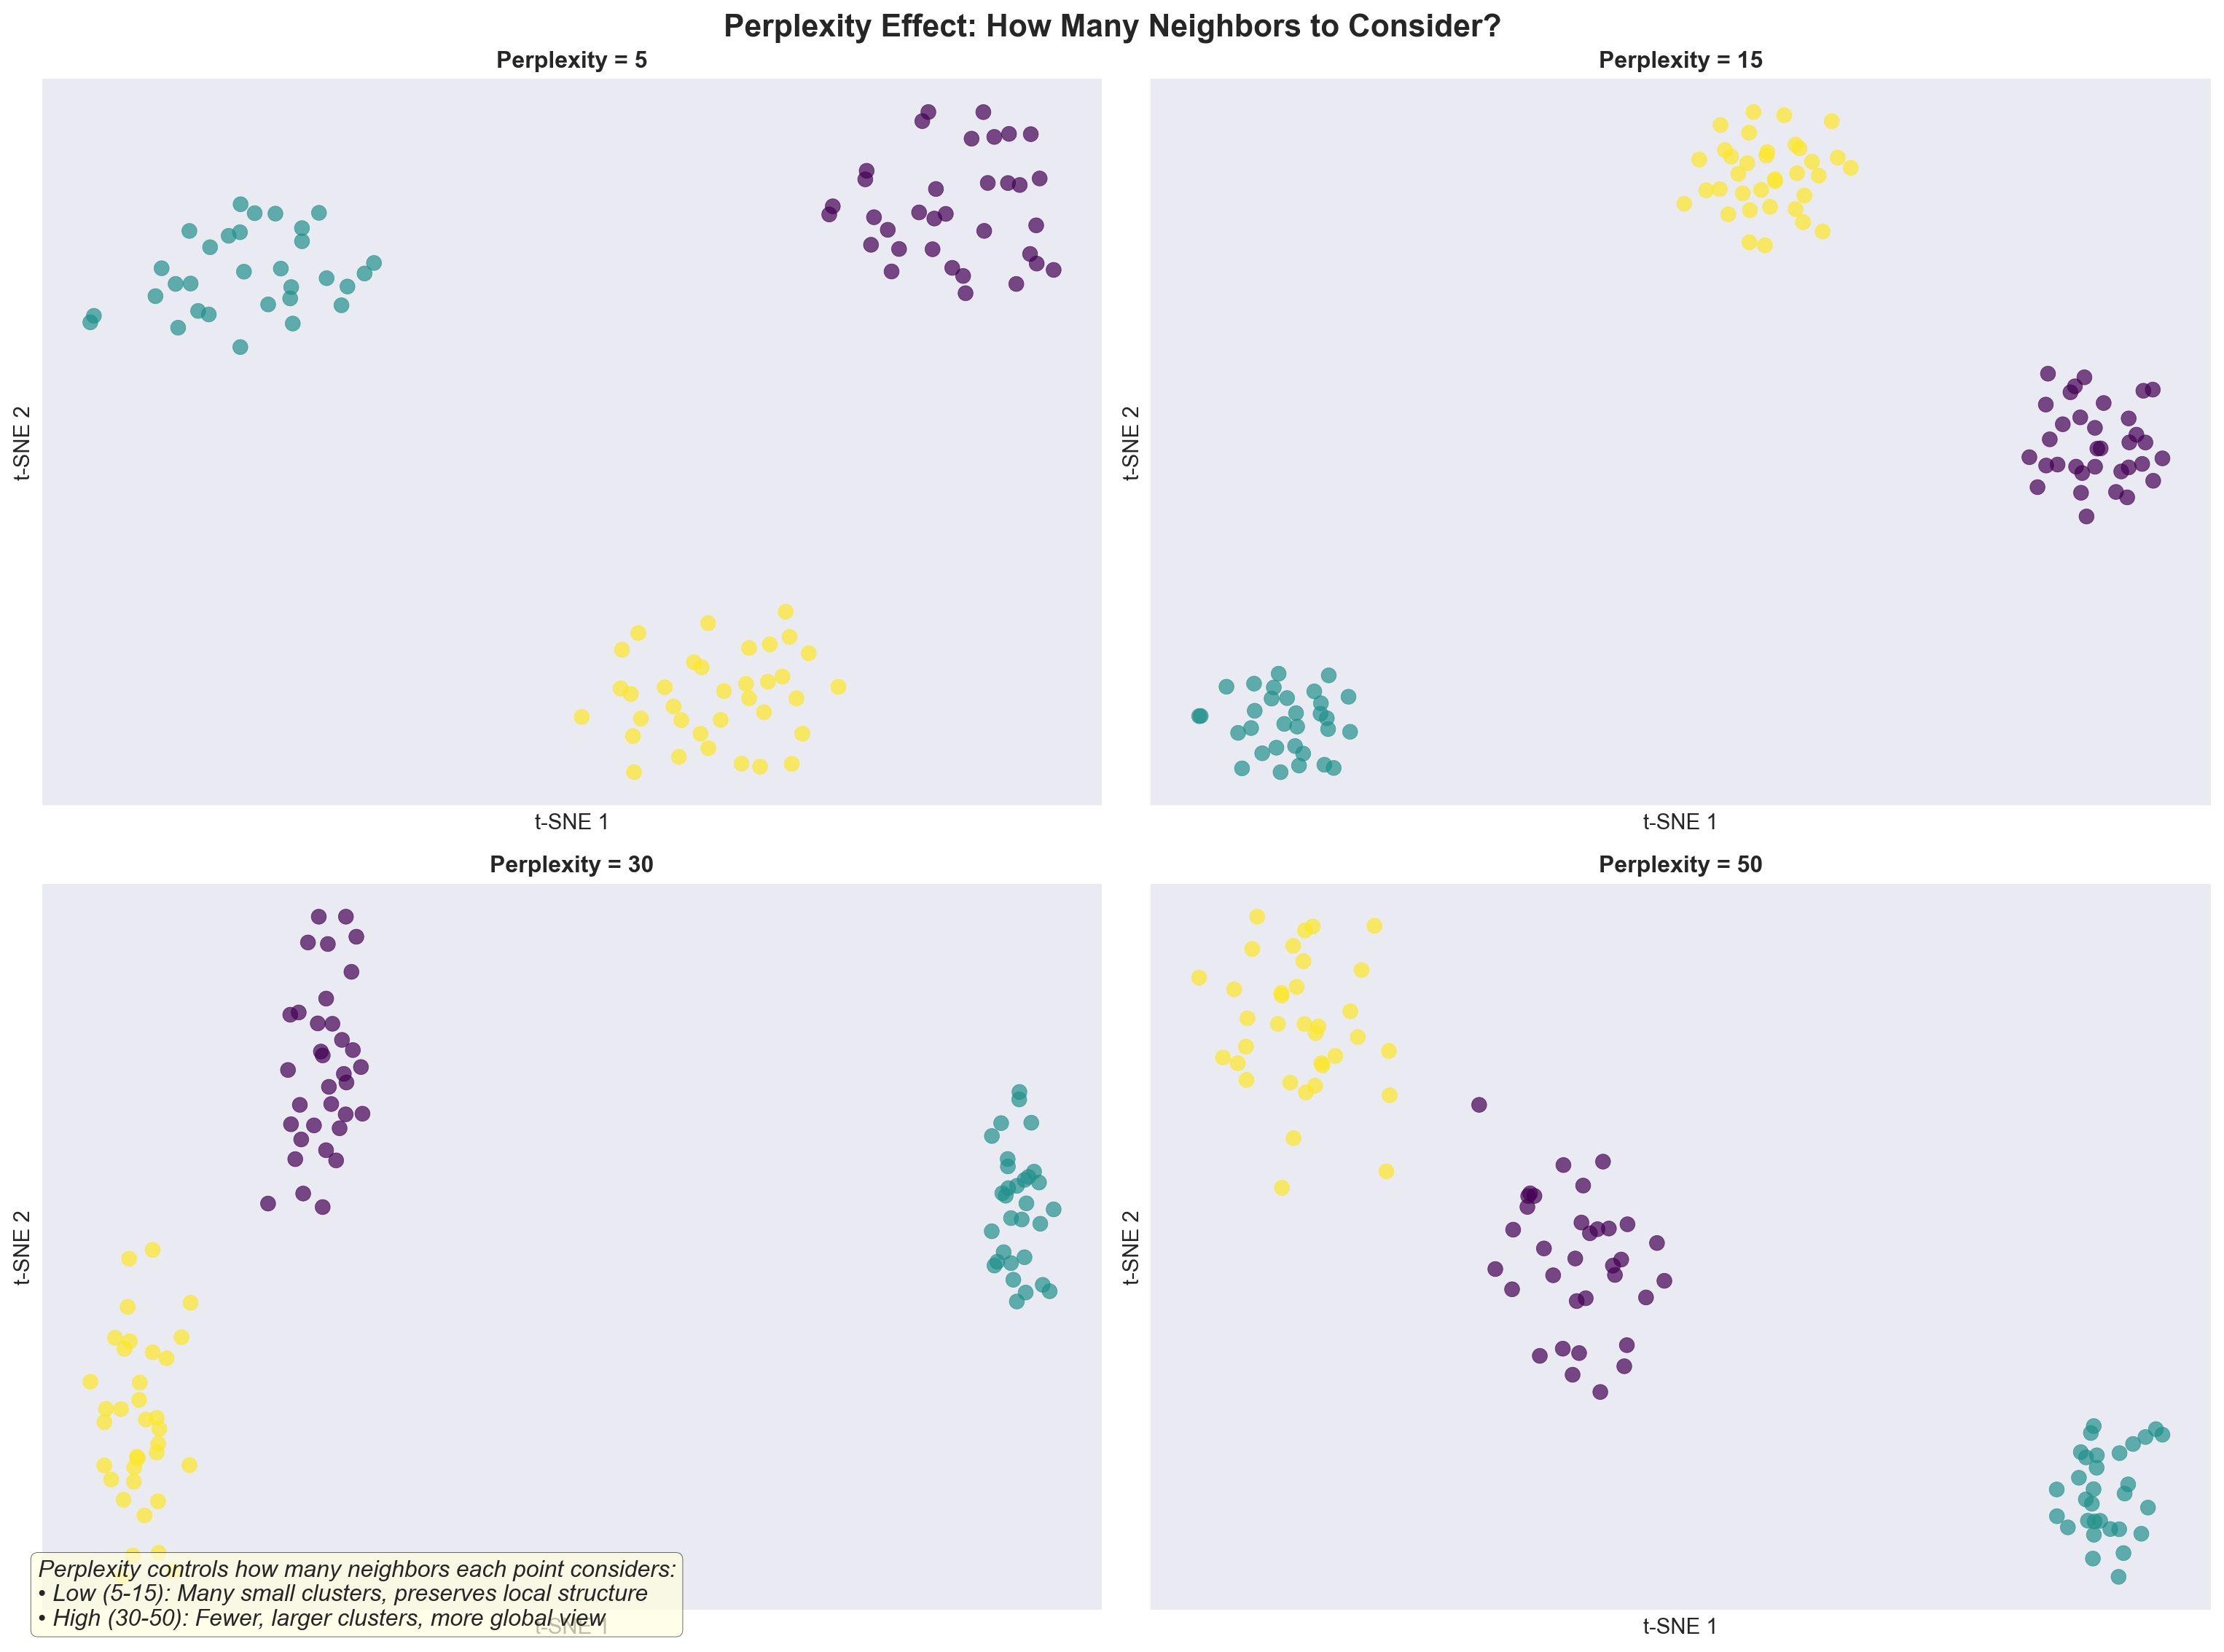 Perplexity Effect: How Many Neighbors to Consider?
Perplexity = 5
Perplexity = 15
t-SNE 2
t-SNE 2
t-SNE 1
t-SNE 1
Perplexity = 30
Perplexity = 50
t-SNE 2
t-SNE 2
Perplexity controls how many neighbors each point considers:
• Low (5-15): Many small clusters, preserves local structure
• High (30-50): Fewer, larger clusters, more global view
t-SNE 1
t-SNE 1